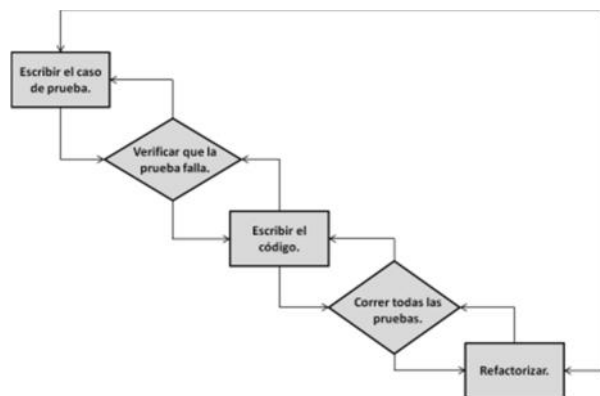 Escribir el caso
de prueba.
Verificar que la
prueba falla.
Escribir el
código.
Correr todas las
pruebas.
Refactorizar.